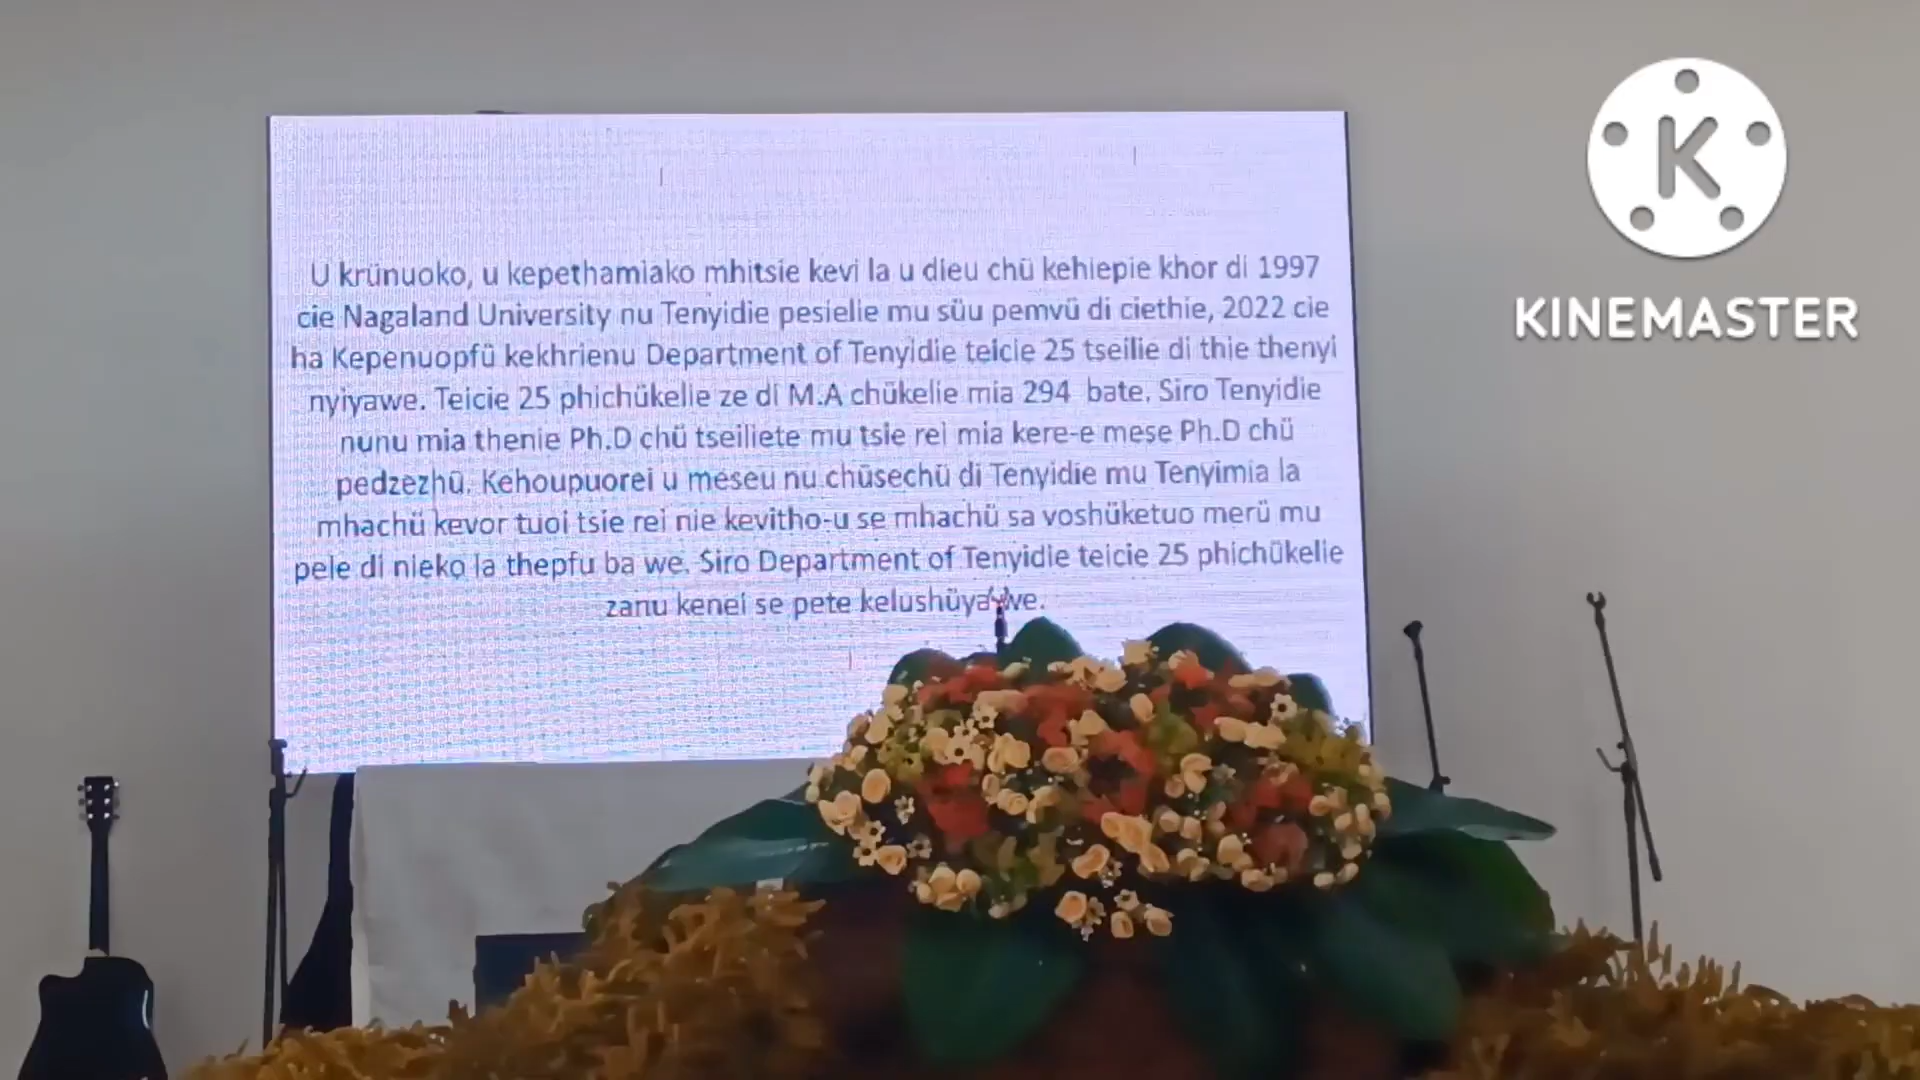 U krünuoko, u kepethamiako mhitsie kevi la u dieu chü kehiepie khor di 1997
cie Nagaland University nu Tenyidie pesielie mu süu pemvü di ciethie, 2022 cie
ha Kepenuopfü kekhrienu Department of Tenyidie teicie 25 tseilie di thie thenyi
nyiyawe. Teicie 25 phichükelie ze di M.A chükelie mia 294 bate. Siro Tenyidie
nunu mia thenie Ph.D chü tseiliete mu tsie rei mia kere-e mese Ph.D chü
pedzezhü. Kehoupuorei u meseu nu chüsechü di Tenyidie mu Tenyimia la
mhachü kevor tuoi tsie rei nie kevitho-u se mhachü sa voshüketuo merü mu
pele di nieko la thepfu ba we. Siro Department of Tenyidie teicie 25 phichükelie
zanu kenei se pete kelushüyawe.
K
KINEMASTER